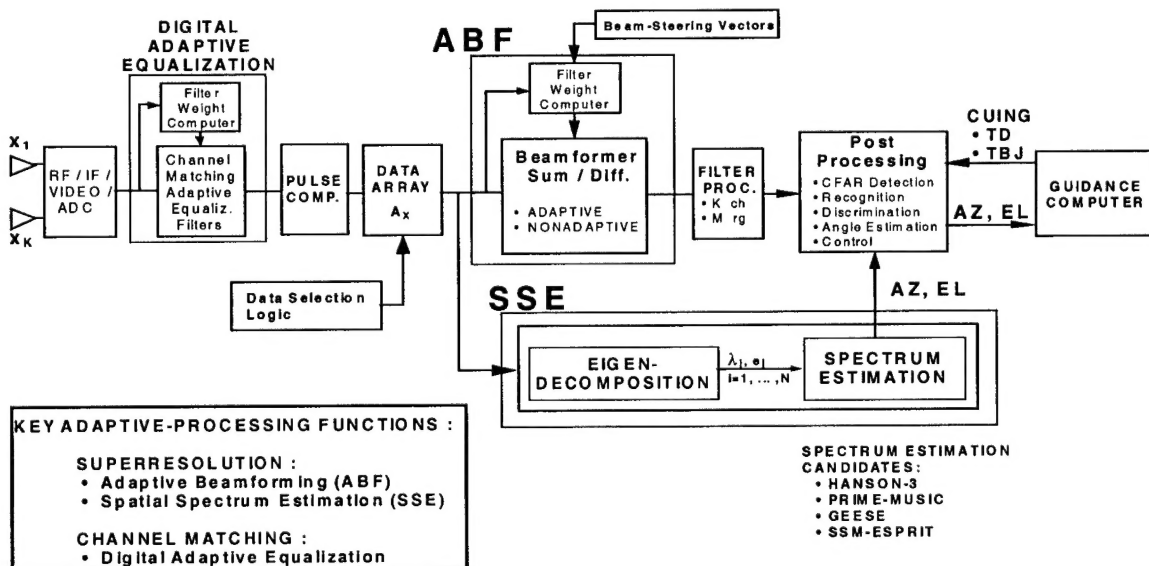 DIGITAL
ADAPTIVE
EQUALIZATION
Filter
Weight
Computer
X1
XK
RF / IF /
VIDEO /
ADC
Channel
Matching
Adaptive
Equaliz.
Filters
PULSE
COMP.
DATA
ARRAY
AX
Data Selection
Logic
ABF
Beam-Steering Vectors
Filter
Weight
Computer
Beamformer
Sum / Diff.
• ADAPTIVE
• NONADAPTIVE
FILTER
PROC.
• K ch
• M rg
Post
Processing
• CFAR Detection
• Recognition
• Discrimination
• Angle Estimation
• Control
CUING
• TD
• TBJ
AZ, EL
GUIDANCE
COMPUTER
AZ, EL
SSE
EIGEN-
DECOMPOSITION
λi, ei
i=1, ... ,N
SPECTRUM
ESTIMATION
KEY ADAPTIVE-PROCESSING FUNCTIONS :
SUPERRESOLUTION :
• Adaptive Beamforming (ABF)
• Spatial Spectrum Estimation (SSE)
CHANNEL MATCHING :
• Digital Adaptive Equalization
SPECTRUM ESTIMATION
CANDIDATES:
• HANSON-3
• PRIME-MUSIC
• GEESE
• SSM-ESPRIT